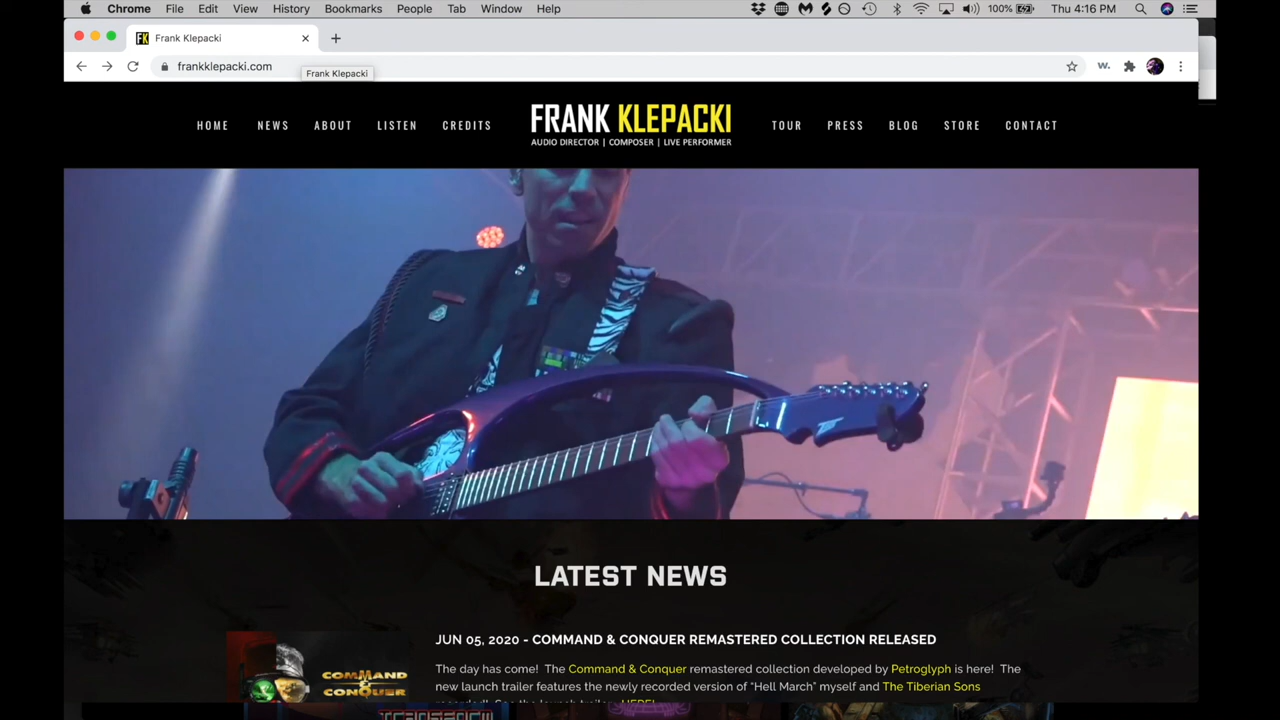 Chrome File Edit View History Bookmarks People Tab Window Help 100% Thu 4:16 PM
Frank Klepacki
frankklepacki.com
Frank Klepacki
HOME NEWS ABOUT LISTEN CREDITS FRANK KLEPACKI TOUR PRESS BLOG STORE CONTACT
AUDIO DIRECTOR | COMPOSER | LIVE PERFORMER
LATEST NEWS
JUN 05, 2020 - COMMAND & CONQUER REMASTERED COLLECTION RELEASED
The day has come! The Command & Conquer remastered collection developed by Petroglyph is here! The
new launch trailer features the newly recorded version of "Hell March" myself and The Tiberian Sons
COMMAND
& CONQUER